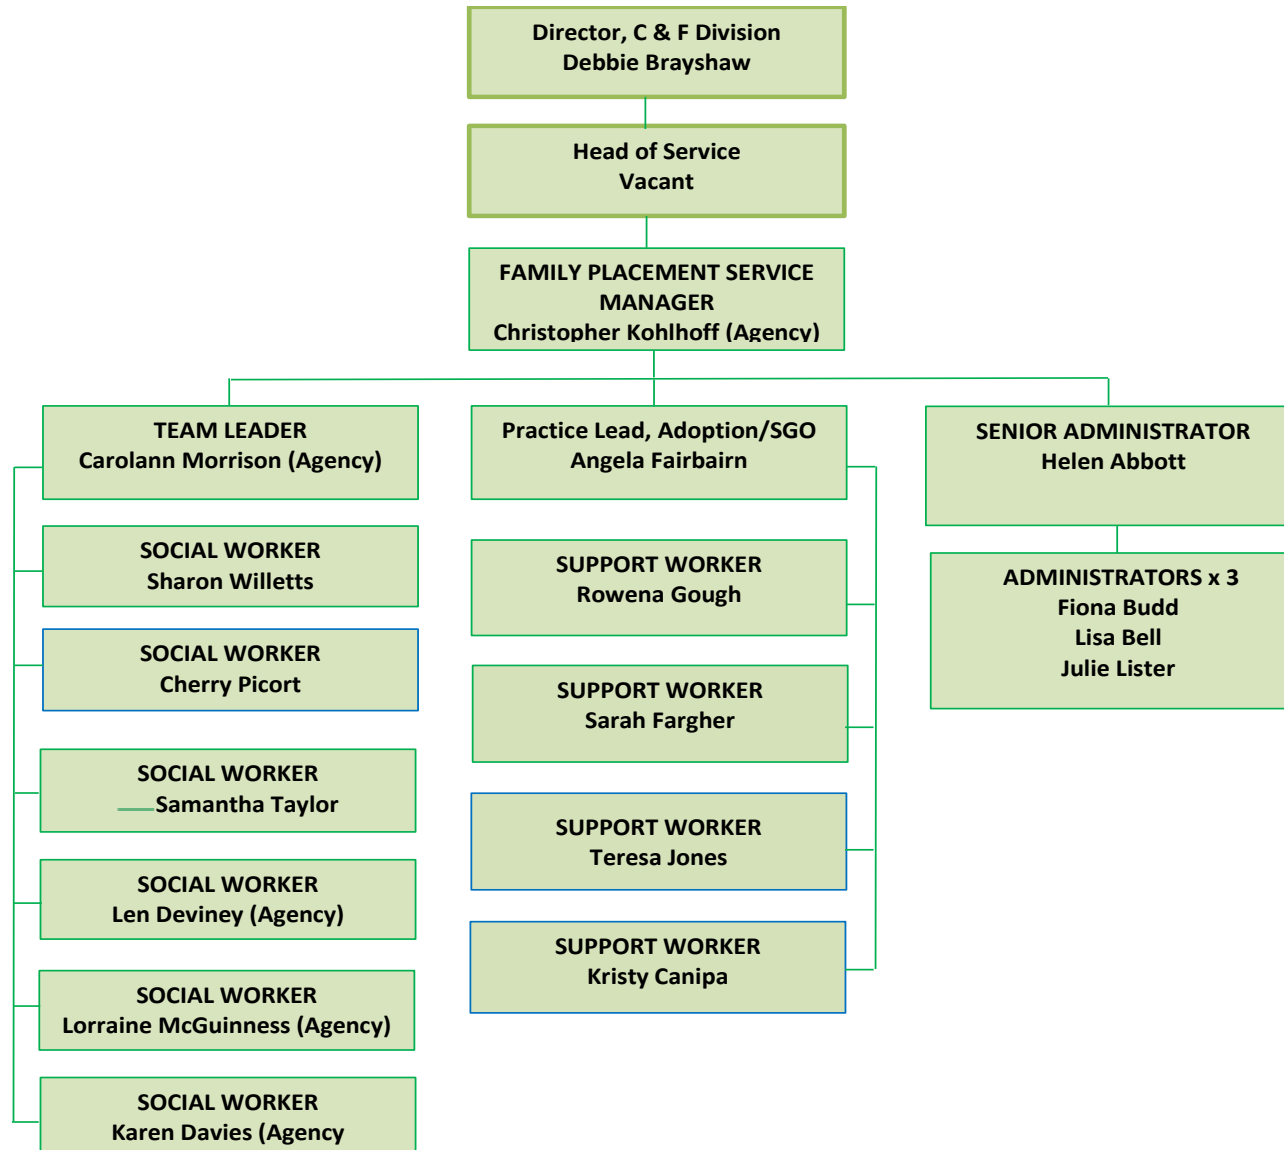 Director, C & F Division
Debbie Brayshaw
Head of Service
Vacant
FAMILY PLACEMENT SERVICE
MANAGER
Christopher Kohlhoff (Agency)
TEAM LEADER
Carolann Morrison (Agency)
SOCIAL WORKER
Sharon Willetts
SOCIAL WORKER
Cherry Picort
SOCIAL WORKER
Samantha Taylor
SOCIAL WORKER
Len Deviney (Agency)
SOCIAL WORKER
Lorraine McGuinness (Agency)
SOCIAL WORKER
Karen Davies (Agency
Practice Lead, Adoption/SGO
Angela Fairbairn
SUPPORT WORKER
Rowena Gough
SUPPORT WORKER
Sarah Fargher
SUPPORT WORKER
Teresa Jones
SUPPORT WORKER
Kristy Canipa
SENIOR ADMINISTRATOR
Helen Abbott
ADMINISTRATORS x 3
Fiona Budd
Lisa Bell
Julie Lister